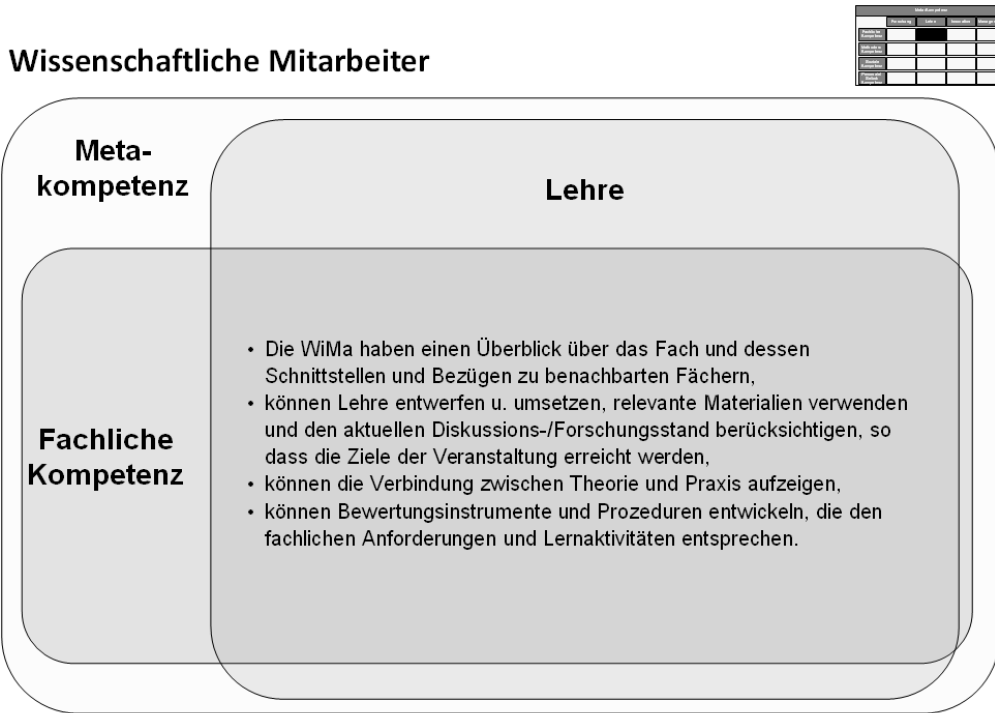 Wissenschaftliche Mitarbeiter
Meta-
kompetenz
Lehre
Fachliche
Kompetenz
• Die WiMa haben einen Überblick über das Fach und dessen
Schnittstellen und Bezügen zu benachbarten Fächern,
• können Lehre entwerfen u. umsetzen, relevante Materialien verwenden
und den aktuellen Diskussions-/Forschungsstand berücksichtigen, so
dass die Ziele der Veranstaltung erreicht werden,
• können die Verbindung zwischen Theorie und Praxis aufzeigen,
• können Bewertungsinstrumente und Prozeduren entwickeln, die den
fachlichen Anforderungen und Lernaktivitäten entsprechen.